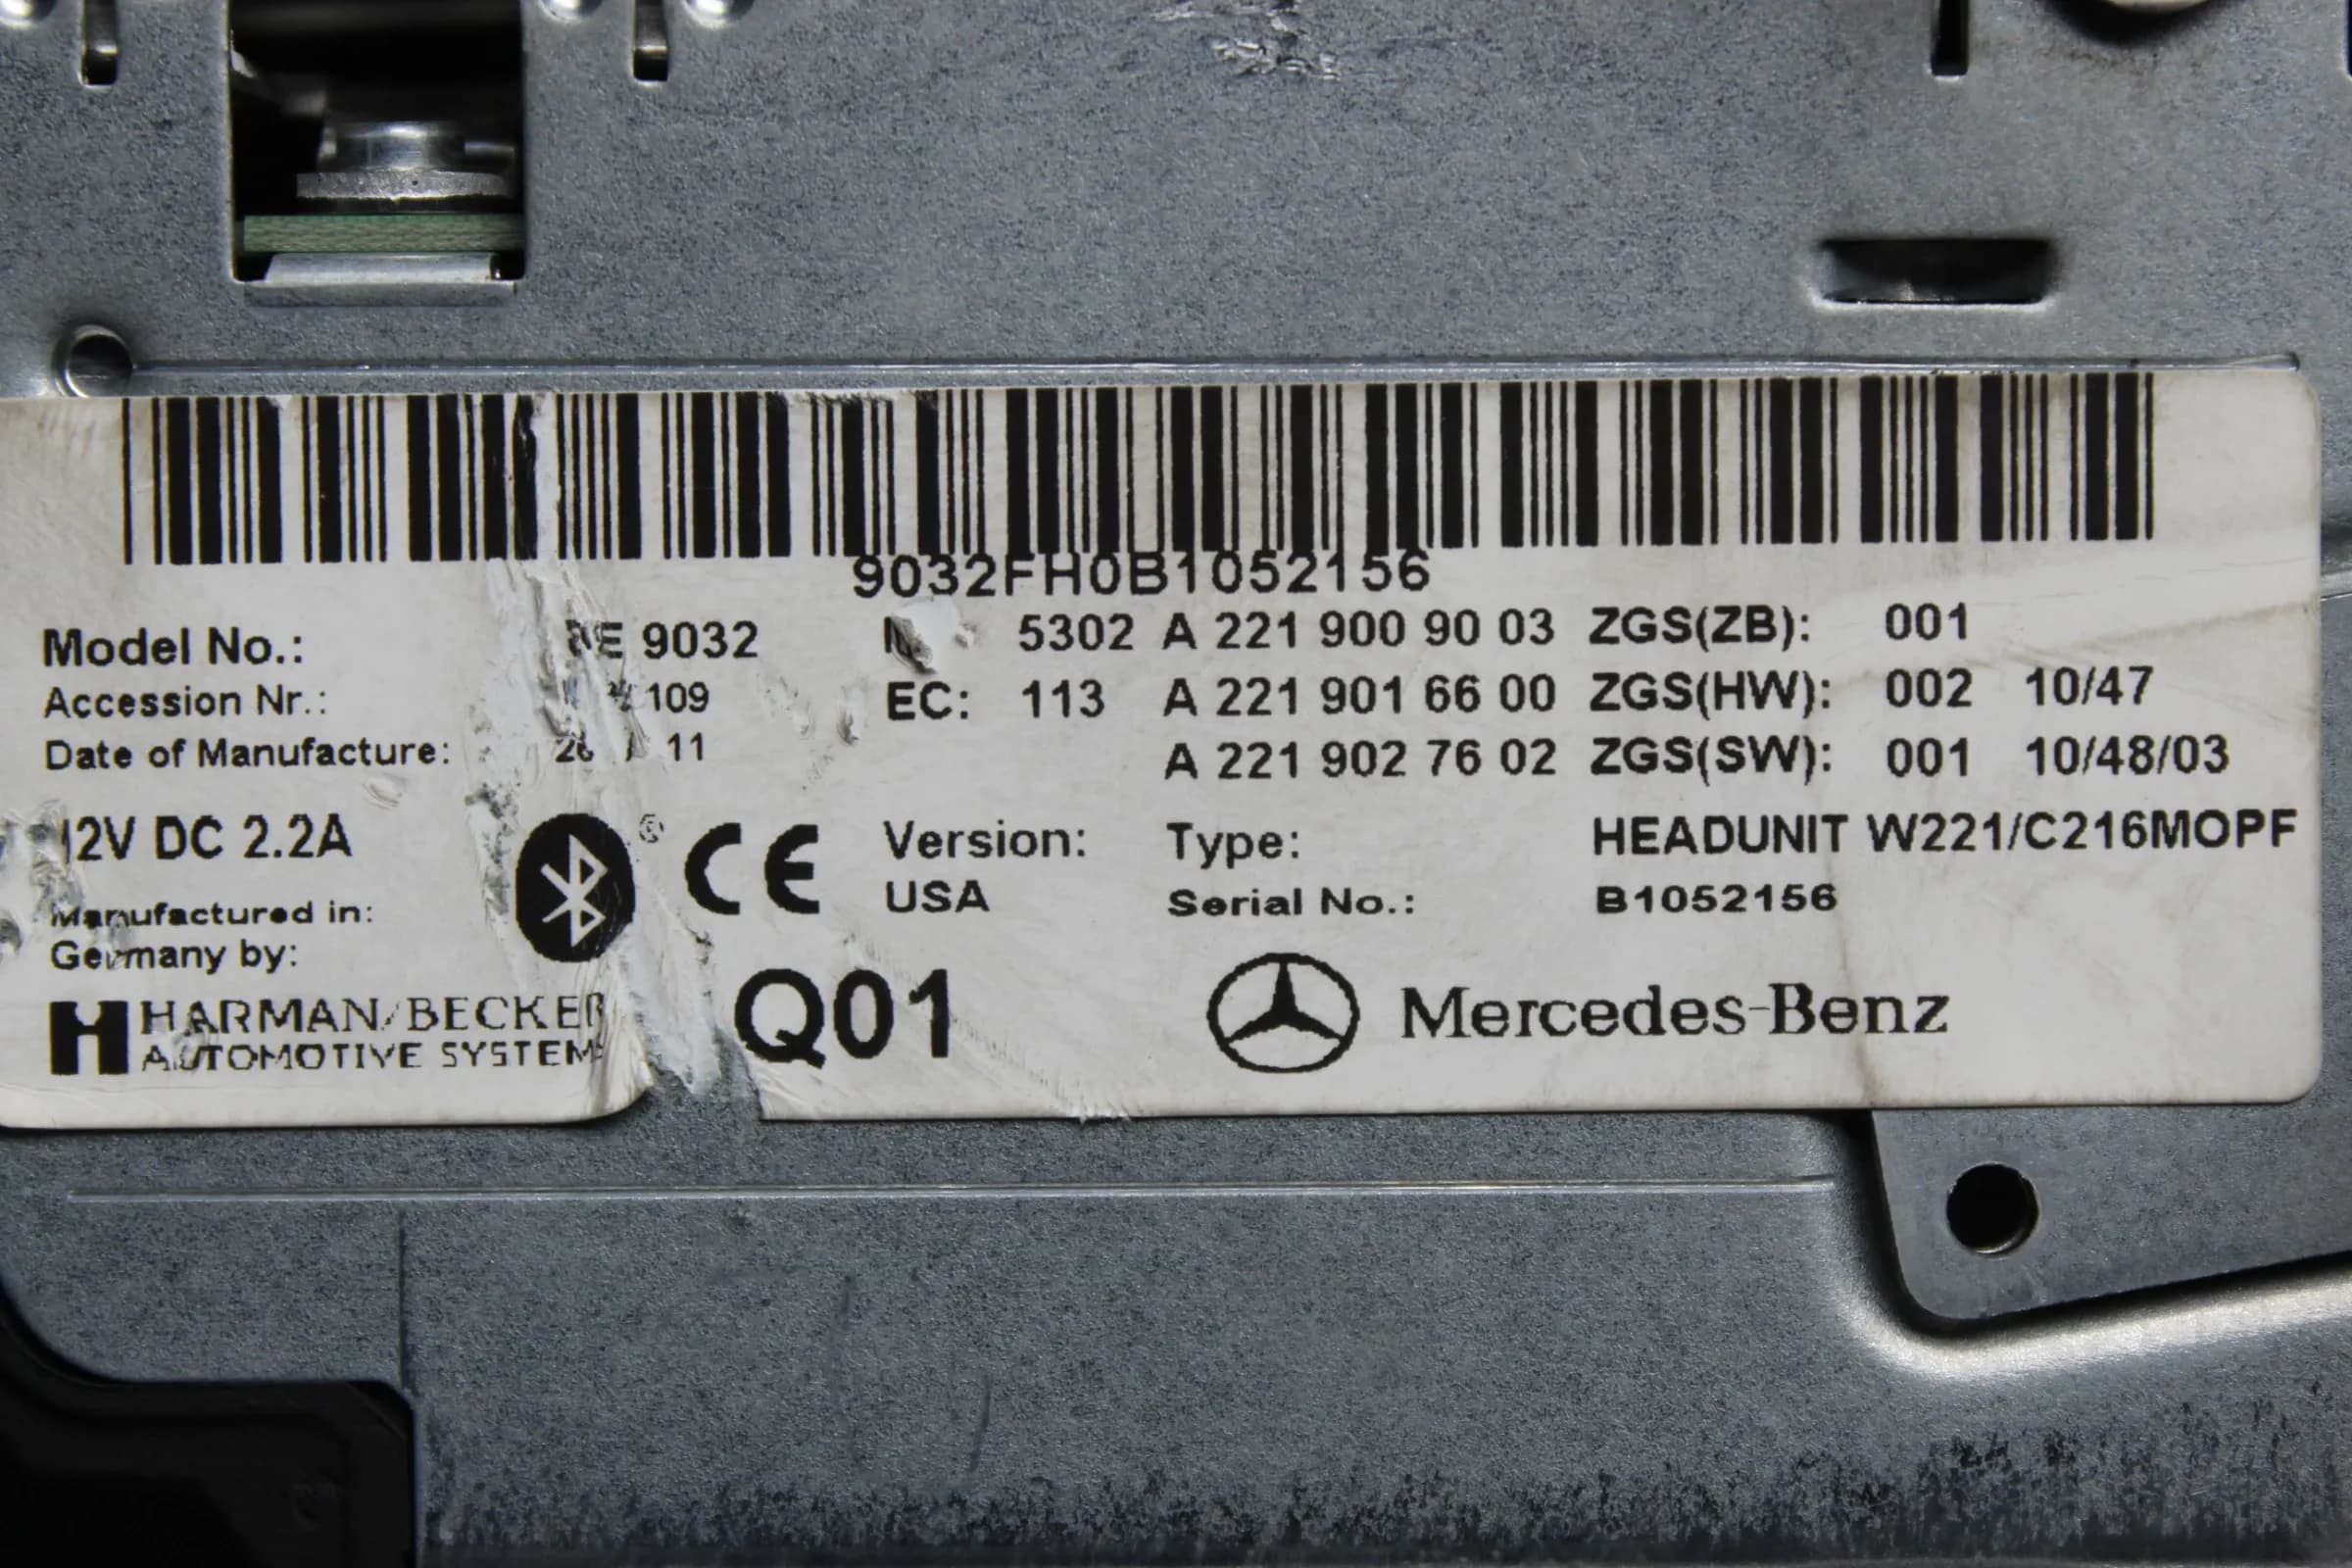 9032FH0B1052156
Model No.: 9032 5302 A 221 900 90 03 ZGS(ZB): 001
Accession Nr.: 109 EC: 113 A 221 901 66 00 ZGS(HW): 002 10/47
Date of Manufacture: 11 A 221 902 76 02 ZGS(SW): 001 10/48/03
12V DC 2.2A CE Version: Type: HEADUNIT W221/C216MOPF
USA Serial No.: B1052156
Manufactured in:
Germany by:
HARMAN/BECKER
AUTOMOTIVE SYSTEMS
Q01 Mercedes-Benz